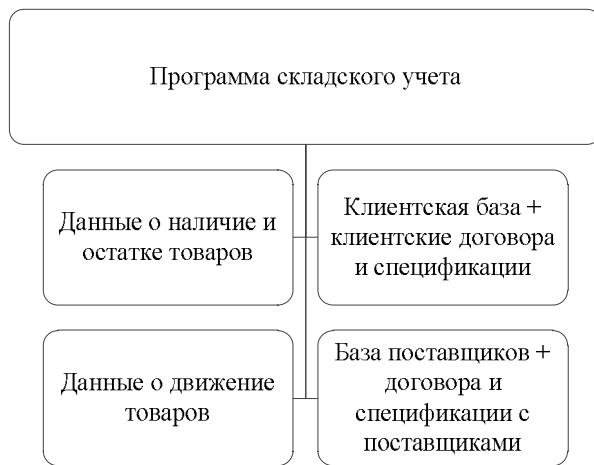 Программа складского учета
Данные о наличие и
остатке товаров
Клиентская база +
клиентские договора
и спецификации
Данные о движение
товаров
База поставщиков +
договора и
спецификации с
поставщиками